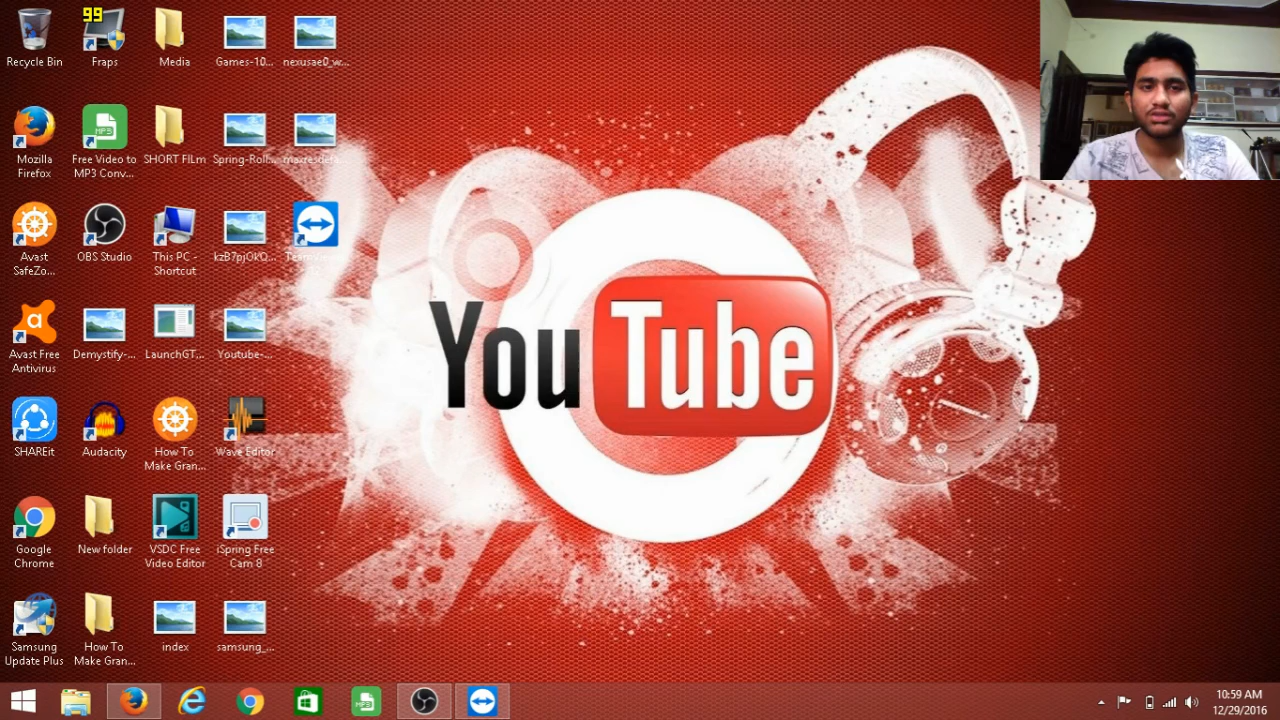 99
Recycle Bin
Fraps
Media
Games-10...
nexusae0_w...
Mozilla
Firefox
Free Video to
MP3 Conv...
SHORT FILm
Spring-Roll...
maxresdefa...
Avast
SafeZo...
OBS Studio
This PC -
Shortcut
kzB7pjOkQ...
Avast Free
Antivirus
Demystify-...
LaunchGT...
Youtube-...
YouTube
SHAREit
Audacity
How To
Make Gran...
Wave Editor
Google
Chrome
New folder
VSDC Free
Video Editor
iSpring Free
Cam 8
Samsung
Update Plus
How To
Make Gran...
index
samsung_...
MP3
MP3
10:59 AM
12/29/2016